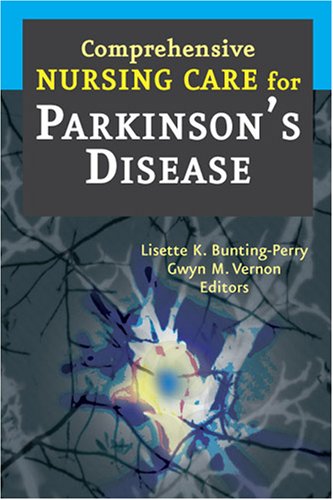 Comprehensive
NURSING CARE for
PARKINSON'S
DISEASE
Lisette K. Bunting-Perry
Gwyn M. Vernon
Editors